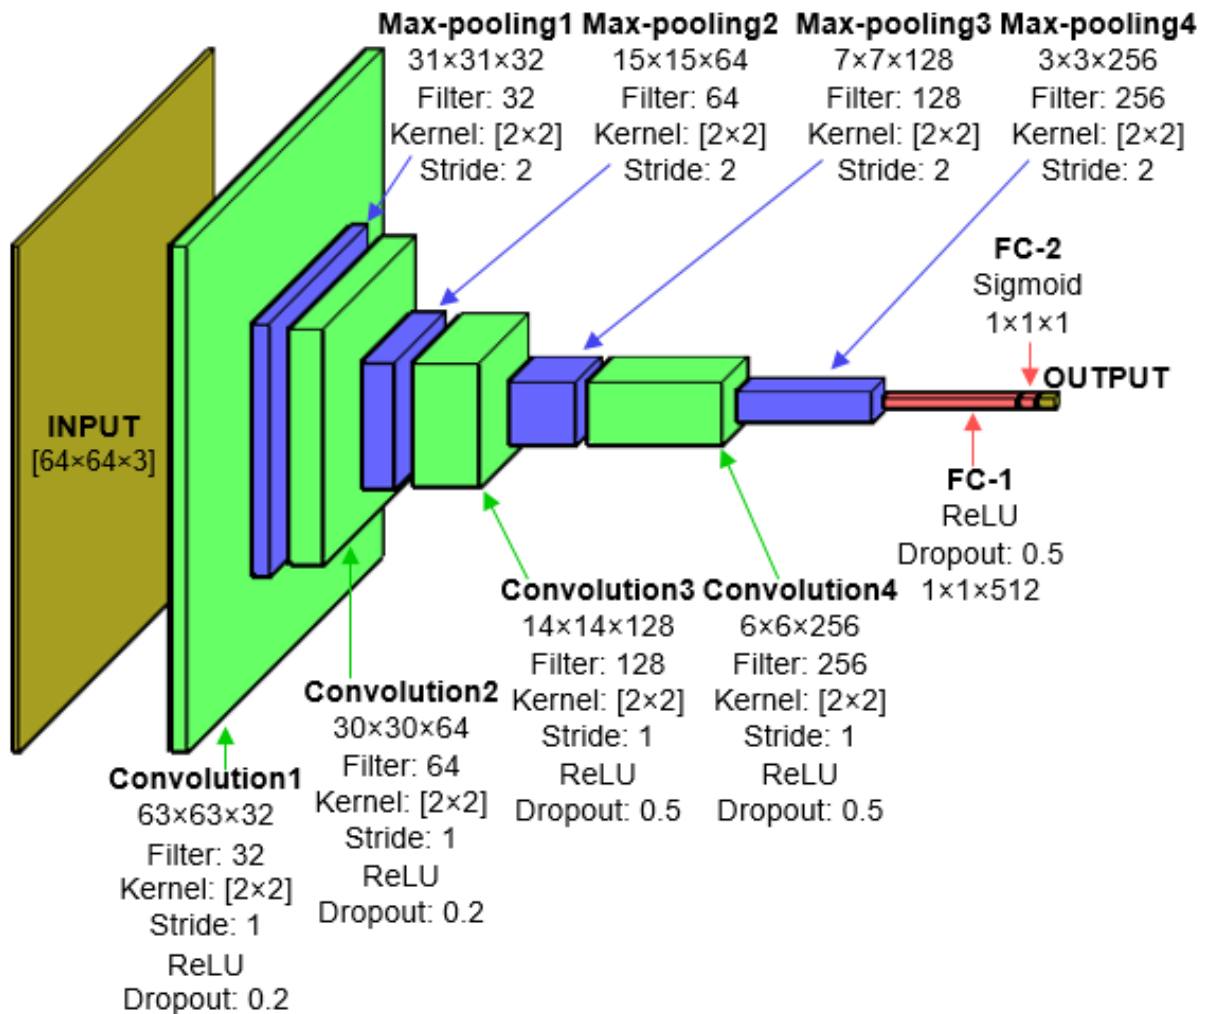 Max-pooling1
31×31×32
Filter: 32
Kernel: [2×2]
Stride: 2
Max-pooling2
15×15×64
Filter: 64
Kernel: [2×2]
Stride: 2
Max-pooling3
7×7×128
Filter: 128
Kernel: [2×2]
Stride: 2
Max-pooling4
3×3×256
Filter: 256
Kernel: [2×2]
Stride: 2
FC-2
Sigmoid
1×1×1
OUTPUT
INPUT
[64×64×3]
FC-1
ReLU
Dropout: 0.5
1×1×512
Convolution1
63×63×32
Filter: 32
Kernel: [2×2]
Stride: 1
ReLU
Dropout: 0.2
Convolution2
30×30×64
Filter: 64
Kernel: [2×2]
Stride: 1
ReLU
Dropout: 0.2
Convolution3
14×14×128
Filter: 128
Kernel: [2×2]
Stride: 1
ReLU
Dropout: 0.5
Convolution4
6×6×256
Filter: 256
Kernel: [2×2]
Stride: 1
ReLU
Dropout: 0.5